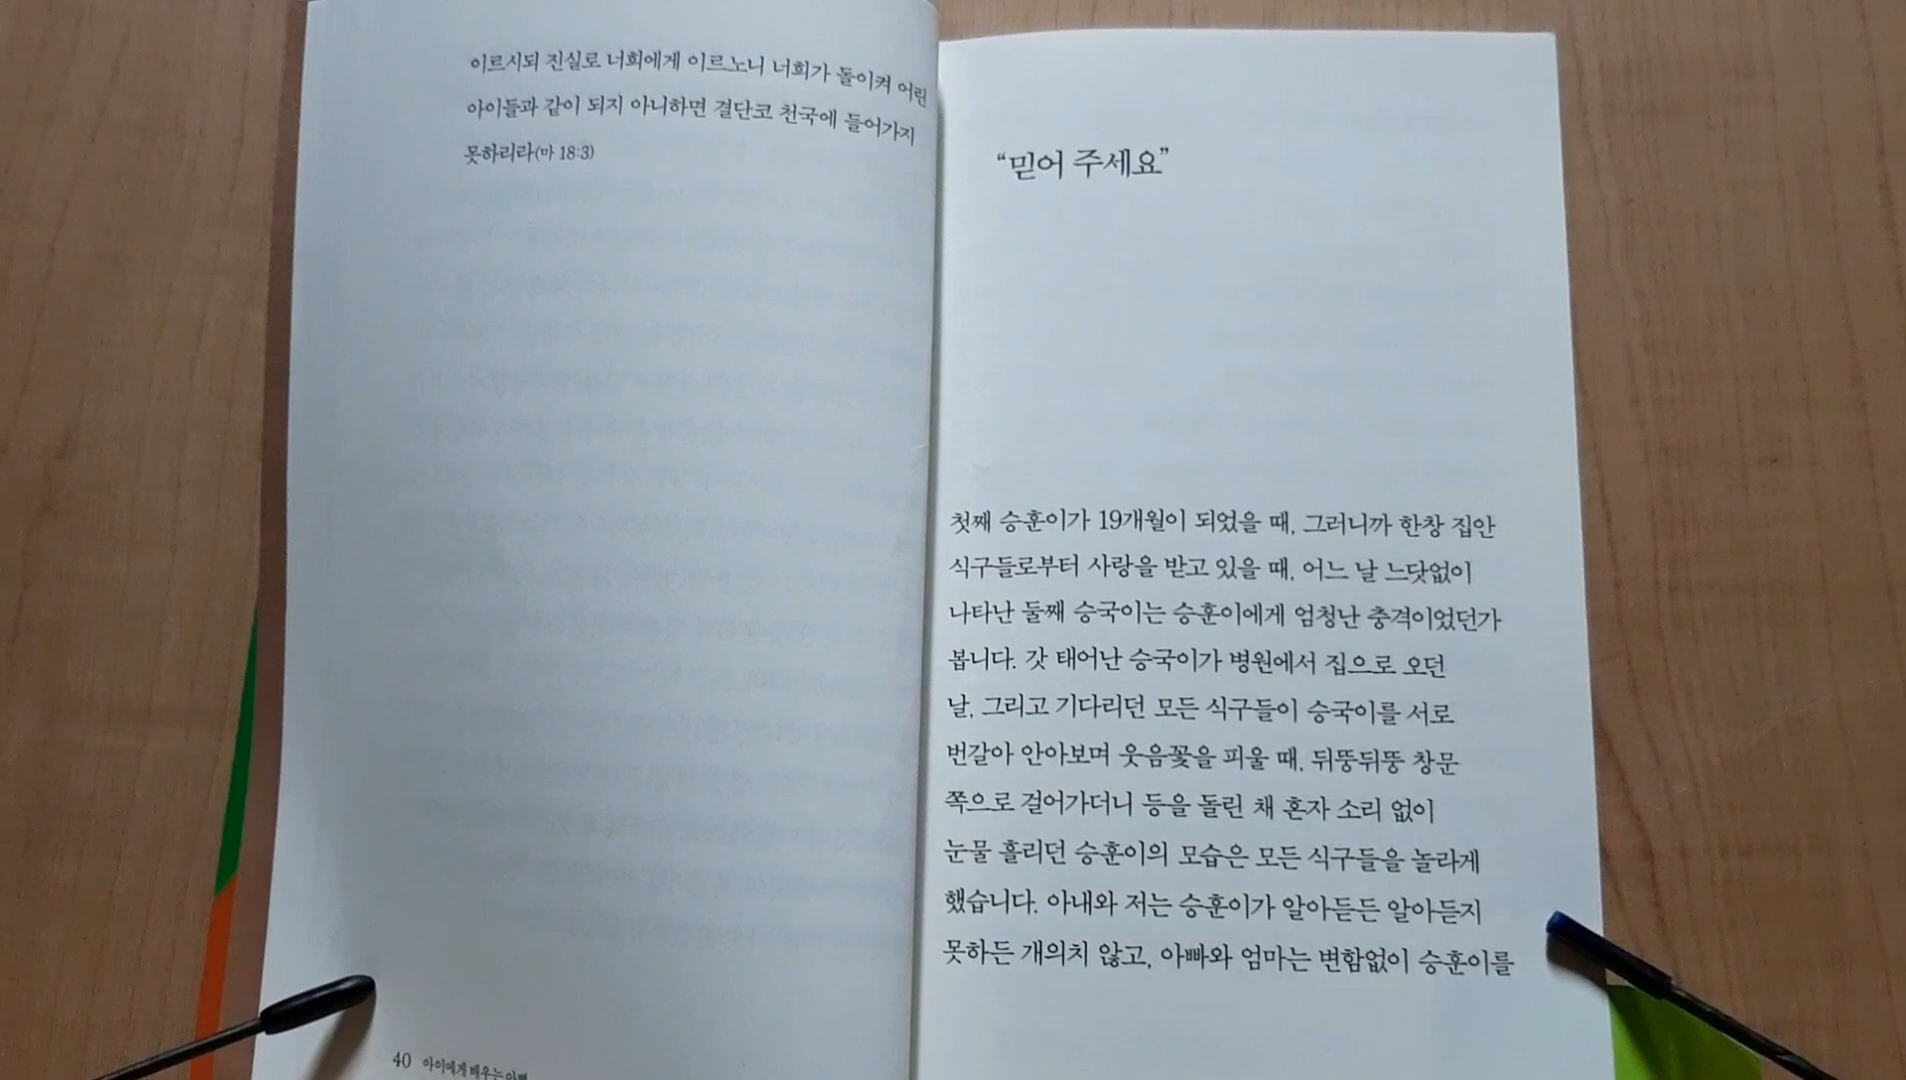 이르시되 진실로 너희에게 이르노니 너희가 돌이켜 어린
아이들과 같이 되지 아니하면 결단코 천국에 들어가지
못하리라(마 18:3)
40 아이에게 배우는 아빠
“믿어 주세요”
첫째 승훈이가 19개월이 되었을 때, 그러니까 한창 집안
식구들로부터 사랑을 받고 있을 때, 어느 날 느닷없이
나타난 둘째 승국이는 승훈이에게 엄청난 충격이었던가
봅니다. 갓 태어난 승국이가 병원에서 집으로 오던
날, 그리고 기다리던 모든 식구들이 승국이를 서로
번갈아 안아보며 웃음꽃을 피울 때, 뒤뚱뒤뚱 창문
쪽으로 걸어가더니 등을 돌린 채 혼자 소리 없이
눈물 흘리던 승훈이의 모습은 모든 식구들을 놀라게
했습니다. 아내와 저는 승훈이가 알아듣든 알아듣지
못하든 개의치 않고, 아빠와 엄마는 변함없이 승훈이를